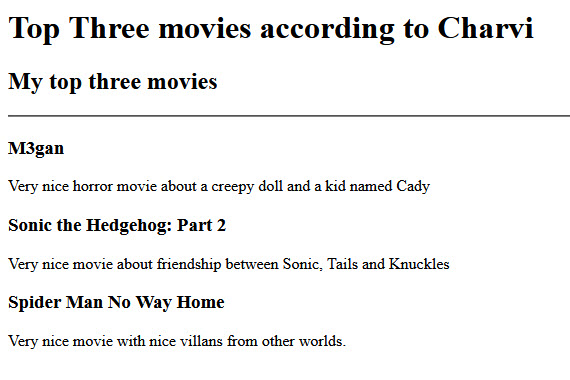 Top Three movies according to Charvi
My top three movies
M3gan
Very nice horror movie about a creepy doll and a kid named Cady
Sonic the Hedgehog: Part 2
Very nice movie about friendship between Sonic, Tails and Knuckles
Spider Man No Way Home
Very nice movie with nice villans from other worlds.